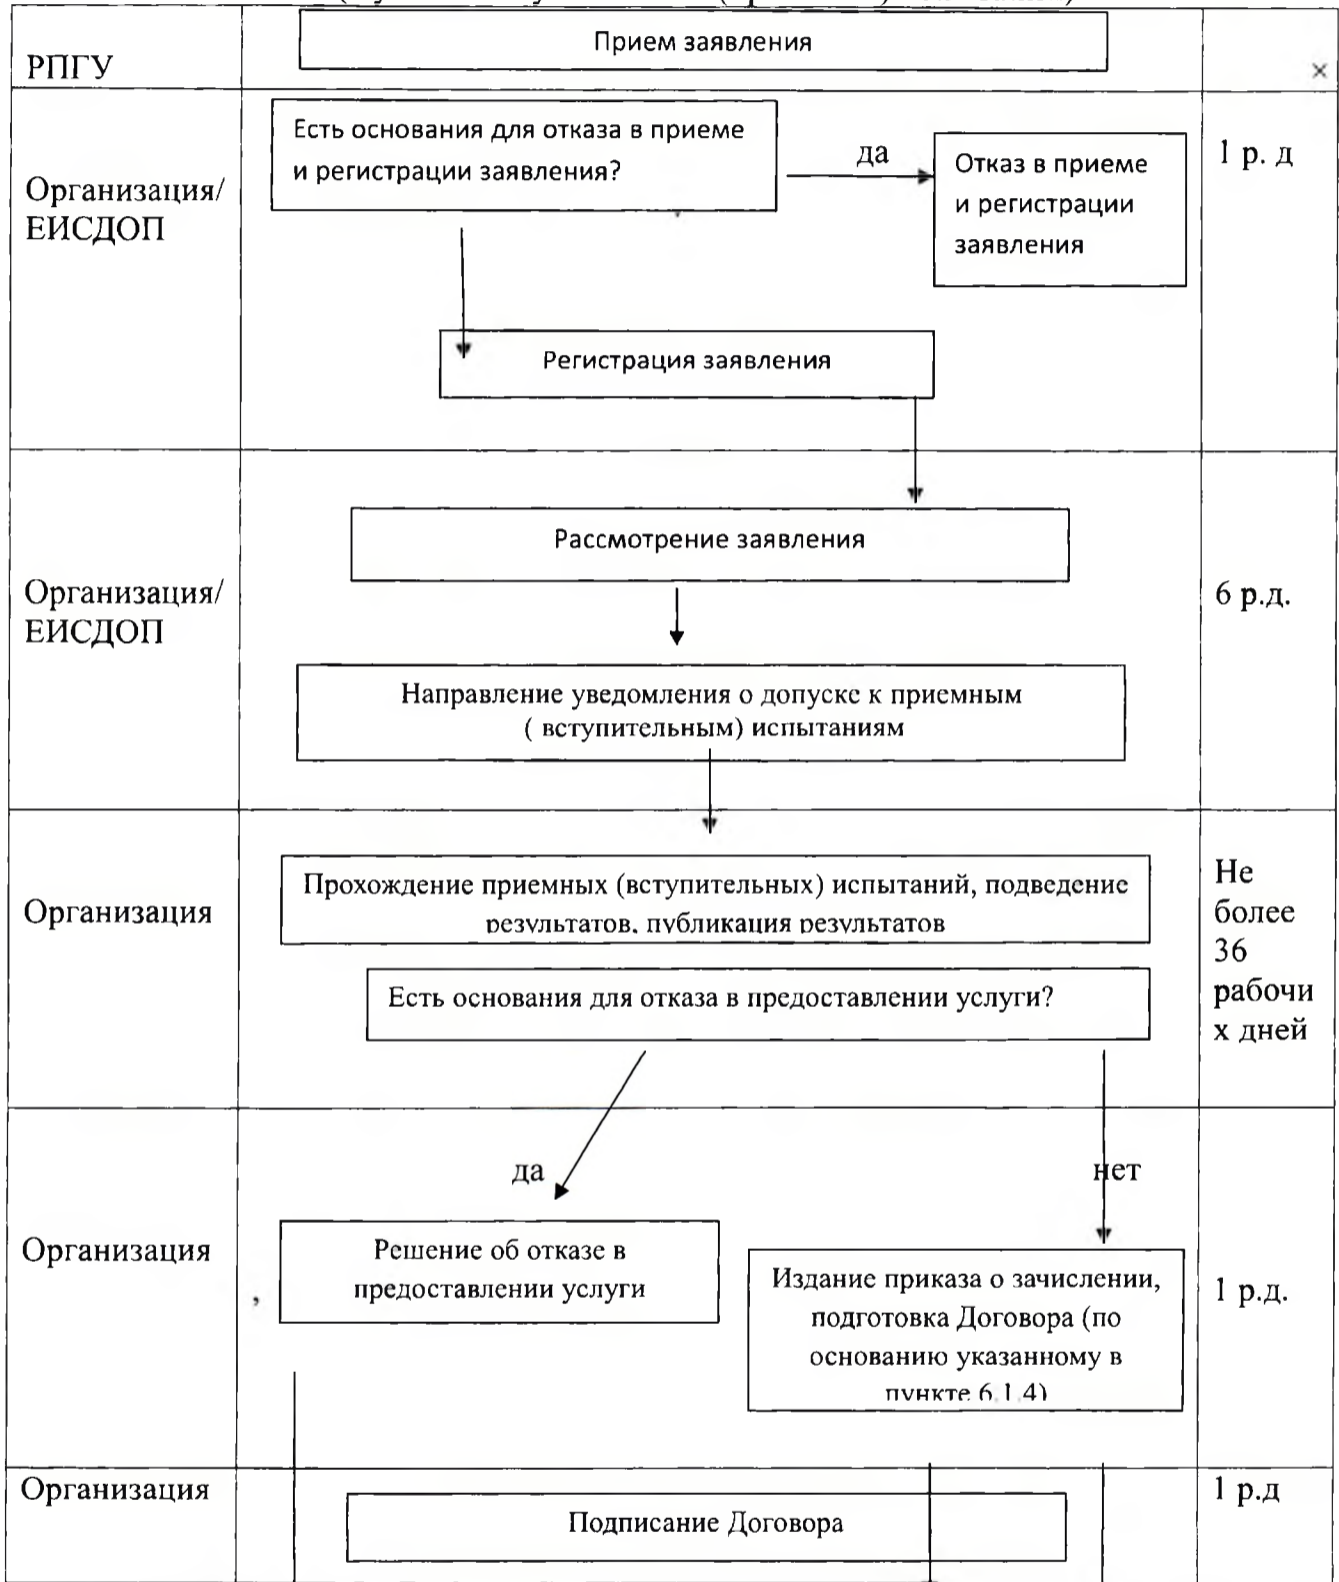 Прием заявления
РПГУ
×
Есть основания для отказа в приеме
и регистрации заявления?
да
Отказ в приеме
и регистрации
заявления
1 р. д
Организация/
ЕИСДОП
Регистрация заявления
Рассмотрение заявления
Организация/
ЕИСДОП
6 р.д.
Направление уведомления о допуске к приемным
( вступительным) испытаниям
Организация
Прохождение приемных (вступительных) испытаний, подведение
результатов, публикация результатов
Есть основания для отказа в предоставлении услуги?
Не
более
36
рабочи
х дней
да
нет
Организация
Решение об отказе в
предоставлении услуги
Издание приказа о зачислении,
подготовка Договора (по
основанию указанному в
пункте 6.1.4)
1 р.д.
Организация
Подписание Договора
1 р.д